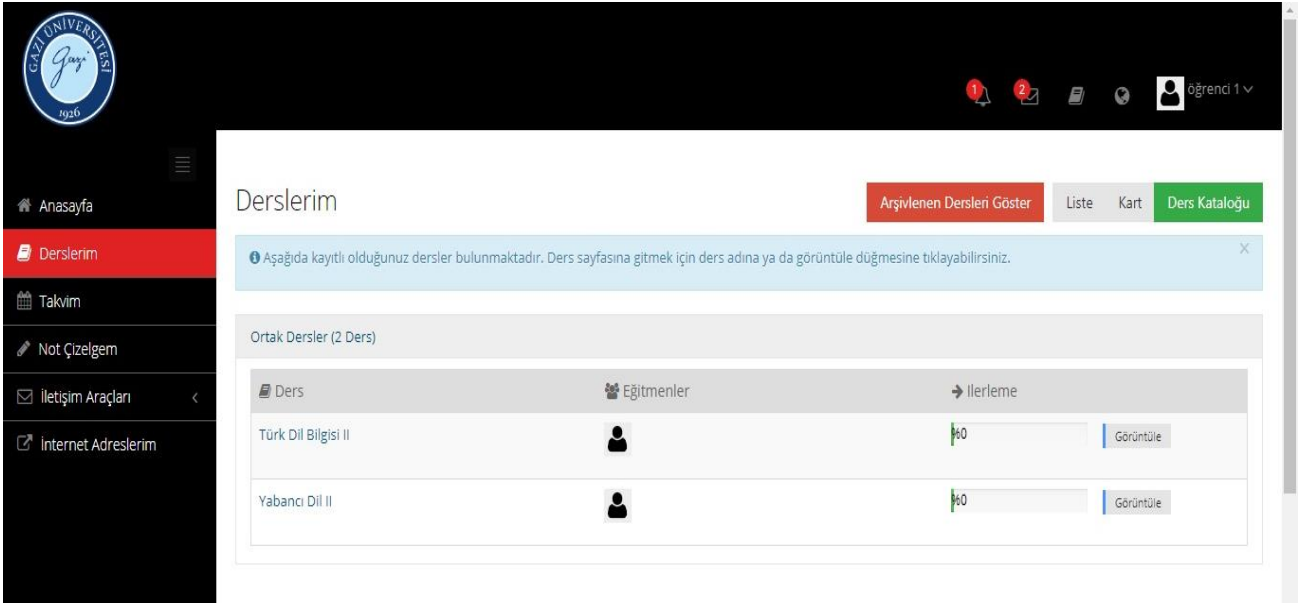 GAZİ ÜNİVERSİTESİ
Gazi
1926
1
2
öğrenci 1
Anasayfa
Derslerim
Takvim
Not Çizelgem
İletişim Araçları
İnternet Adreslerim
Derslerim
Arşivlenen Dersleri Göster
Liste
Kart
Ders Kataloğu
Aşağıda kayıtlı olduğunuz dersler bulunmaktadır. Ders sayfasına gitmek için ders adına ya da görüntüle düğmesine tıklayabilirsiniz.
Ortak Dersler (2 Ders)
Ders Eğitmenler Ilerleme
Türk Dil Bilgisi II %0 Görüntüle
Yabancı Dil II %0 Görüntüle